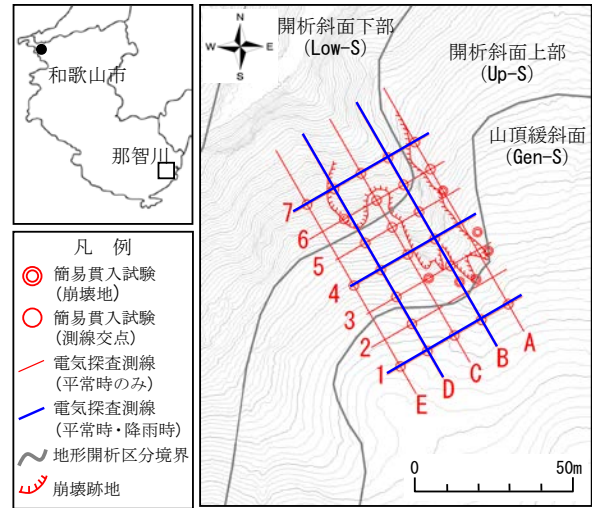 和歌山市
那智川
凡 例
簡易貫入試験
(崩壊地)
簡易貫入試験
(測線交点)
電気探査測線
(平常時のみ)
電気探査測線
(平常時・降雨時)
地形開析区分境界
崩壊跡地
N
W
E
S
開析斜面下部
(Low-S)
開析斜面上部
(Up-S)
山頂緩斜面
(Gen-S)
7
6
5
4
3
2
1
E
D
C
B
A
0
50m